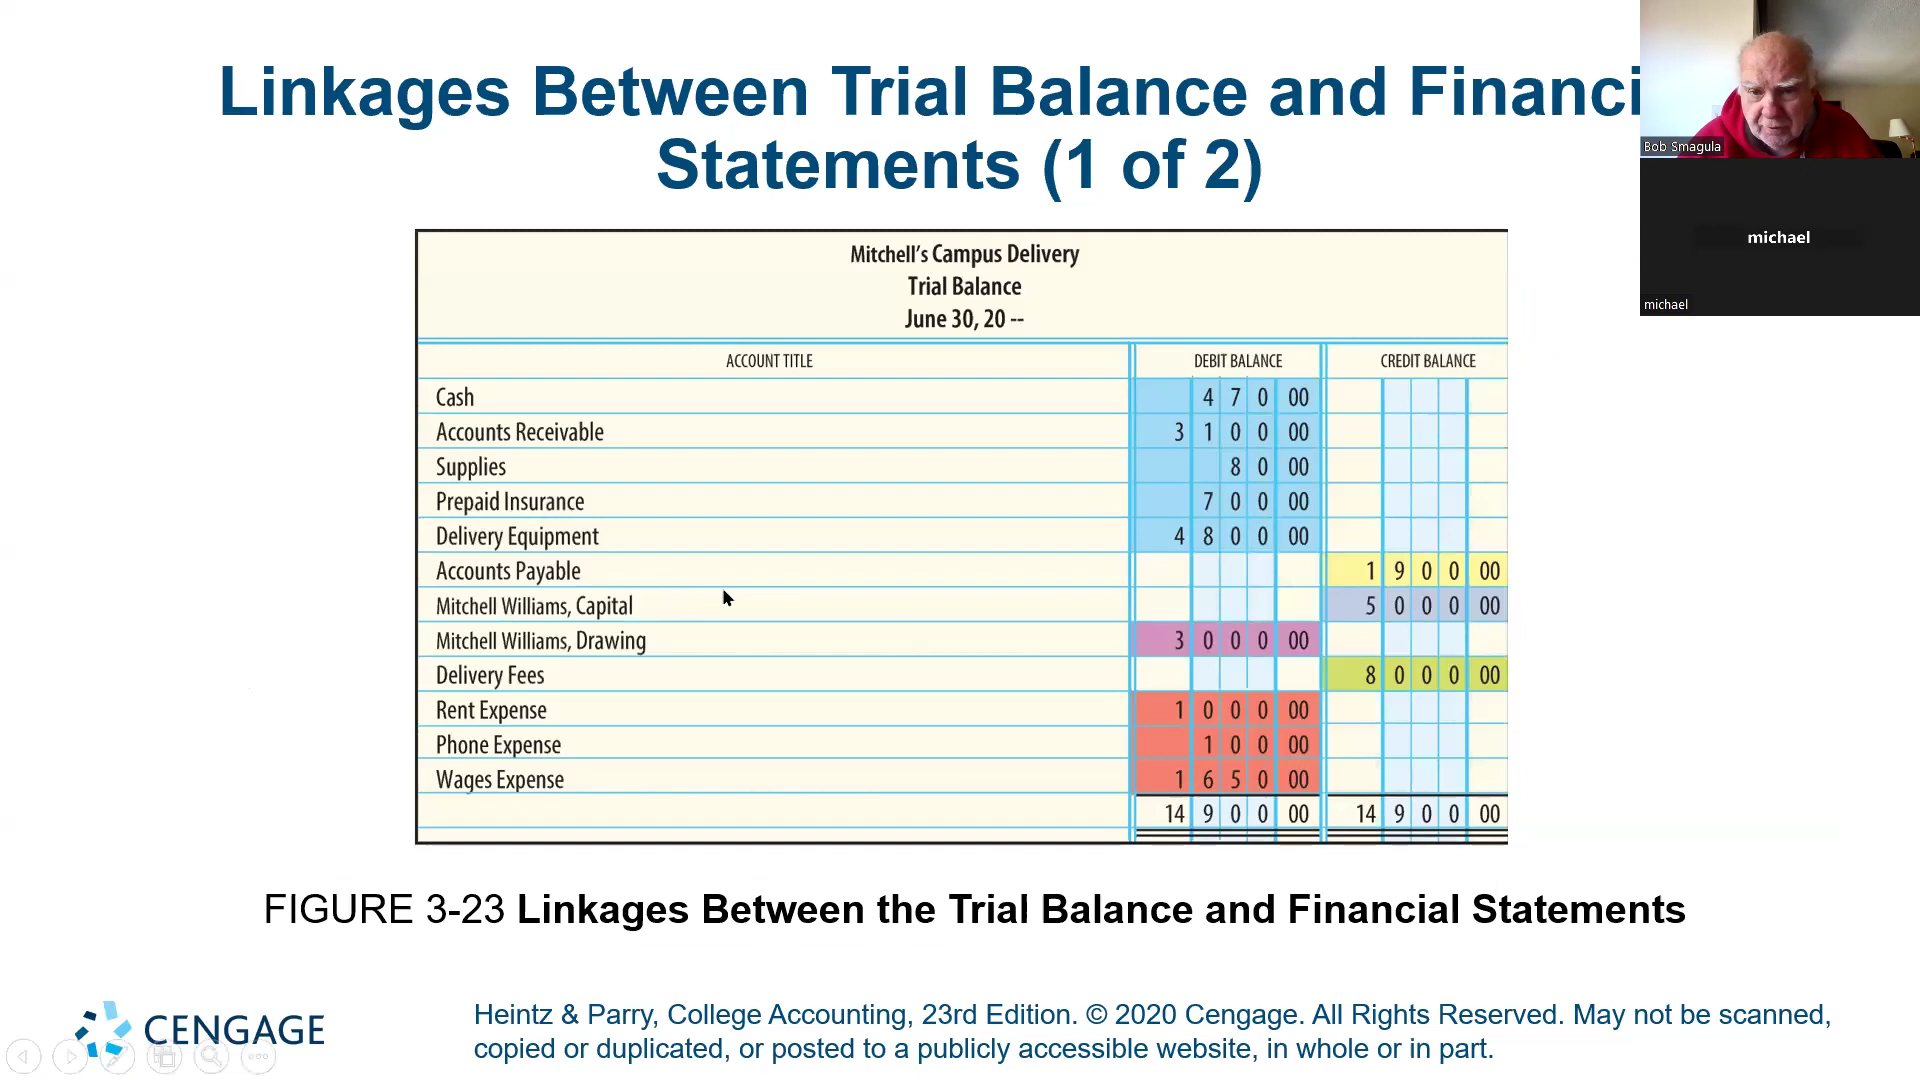 Linkages Between Trial Balance and Financi
Statements (1 of 2)
Bob Smagula
michael
michael
Mitchell's Campus Delivery
Trial Balance
June 30, 20 --
ACCOUNT TITLE DEBIT BALANCE CREDIT BALANCE
Cash 4 7 0 00
Accounts Receivable 3 1 0 0 00
Supplies 8 0 00
Prepaid Insurance 7 0 0 00
Delivery Equipment 4 8 0 0 00
Accounts Payable 1 9 0 0 00
Mitchell Williams, Capital 5 0 0 0 00
Mitchell Williams, Drawing 3 0 0 0 00
Delivery Fees 8 0 0 0 00
Rent Expense 1 0 0 0 00
Phone Expense 1 0 0 00
Wages Expense 1 6 5 0 00
14 9 0 0 00 14 9 0 0 00
FIGURE 3-23 Linkages Between the Trial Balance and Financial Statements
CENGAGE
Heintz & Parry, College Accounting, 23rd Edition. © 2020 Cengage. All Rights Reserved. May not be scanned,
copied or duplicated, or posted to a publicly accessible website, in whole or in part.